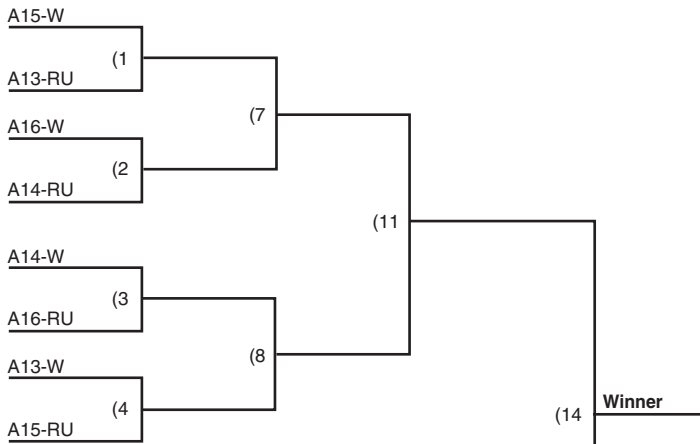 A15-W
(1
A13-RU
(7
A16-W
(2
A14-RU
(11
A14-W
(3
A16-RU
(8
A13-W
(4
A15-RU
(14
Winner